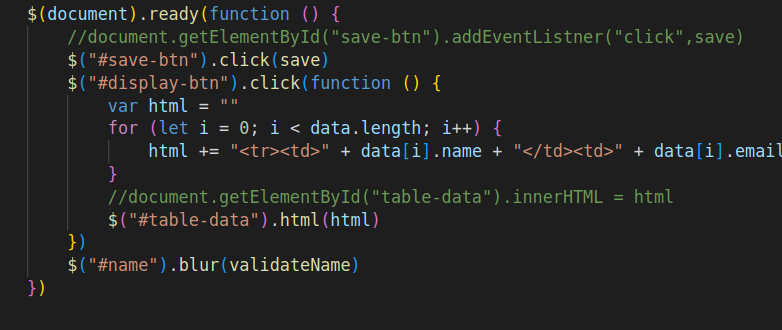 $(document).ready(function () {
//document.getElementById("save-btn").addEventListner("click",save)
$("#save-btn").click(save)
$("#display-btn").click(function () {
var html = ""
for (let i = 0; i < data.length; i++) {
html += "<tr><td>" + data[i].name + "</td><td>" + data[i].email
}
//document.getElementById("table-data").innerHTML = html
$("#table-data").html(html)
})
$("#name").blur(validateName)
})